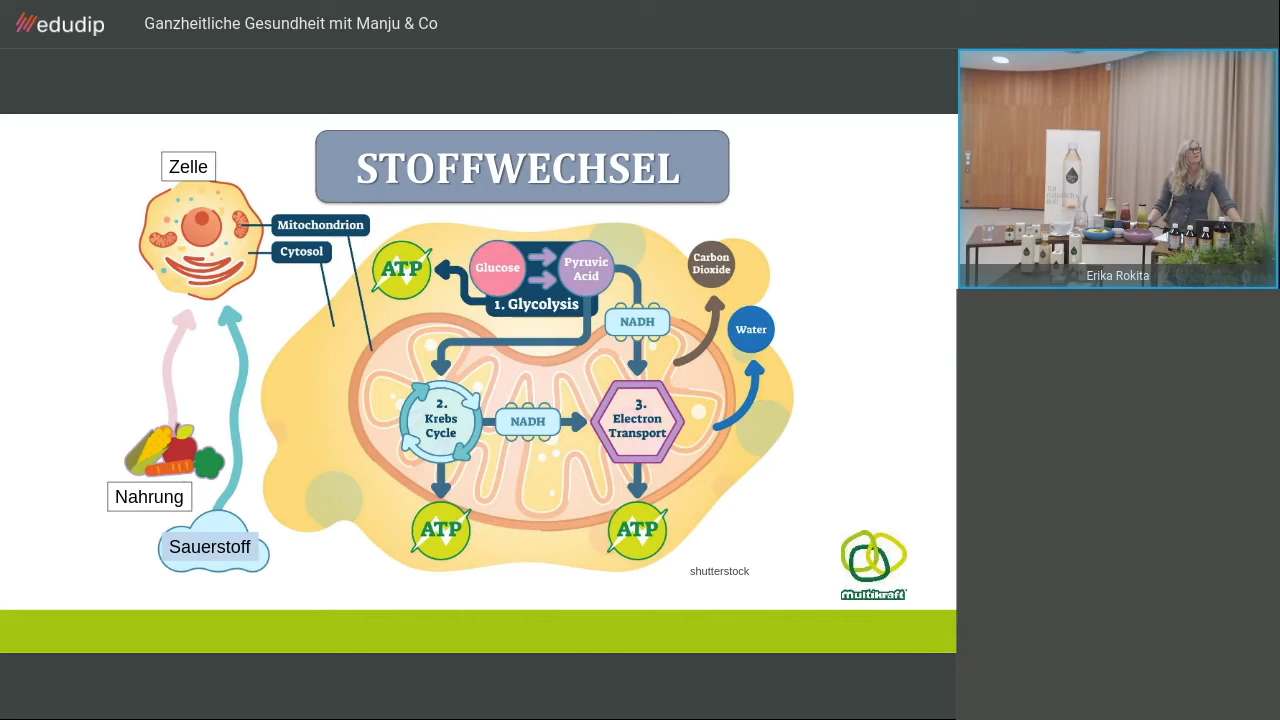 edudip
Ganzheitliche Gesundheit mit Manju & Co
Zelle
STOFFWECHSEL
Mitochondrion
Cytosol
ATP
Glucose
Pyruvic
Acid
1. Glycolysis
Carbon
Dioxide
NADH
Water
2.
Krebs
Cycle
NADH
3.
Electron
Transport
ATP
ATP
Nahrung
Sauerstoff
shutterstock
multikraft
Erika Rokita